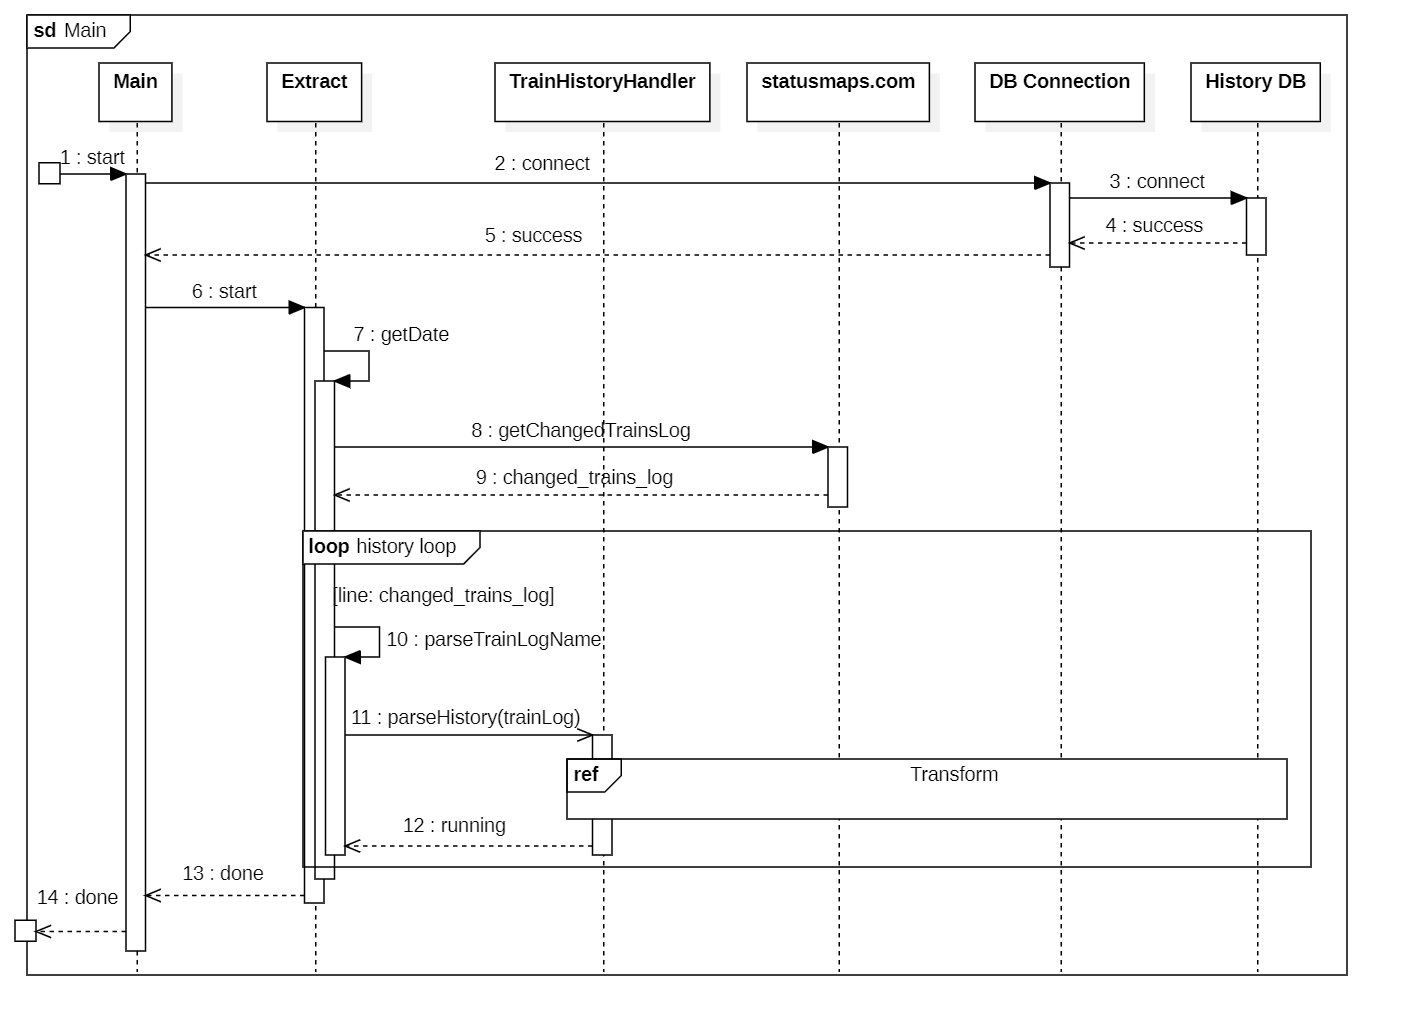 sd Main
Main
Extract
TrainHistoryHandler
statusmaps.com
DB Connection
History DB
1 : start
2 : connect
3 : connect
4 : success
5 : success
6 : start
7 : getDate
8 : getChangedTrainsLog
9 : changed_trains_log
loop history loop
[line: changed_trains_log]
10 : parseTrainLogName
11 : parseHistory(trainLog)
ref
Transform
12 : running
13 : done
14 : done